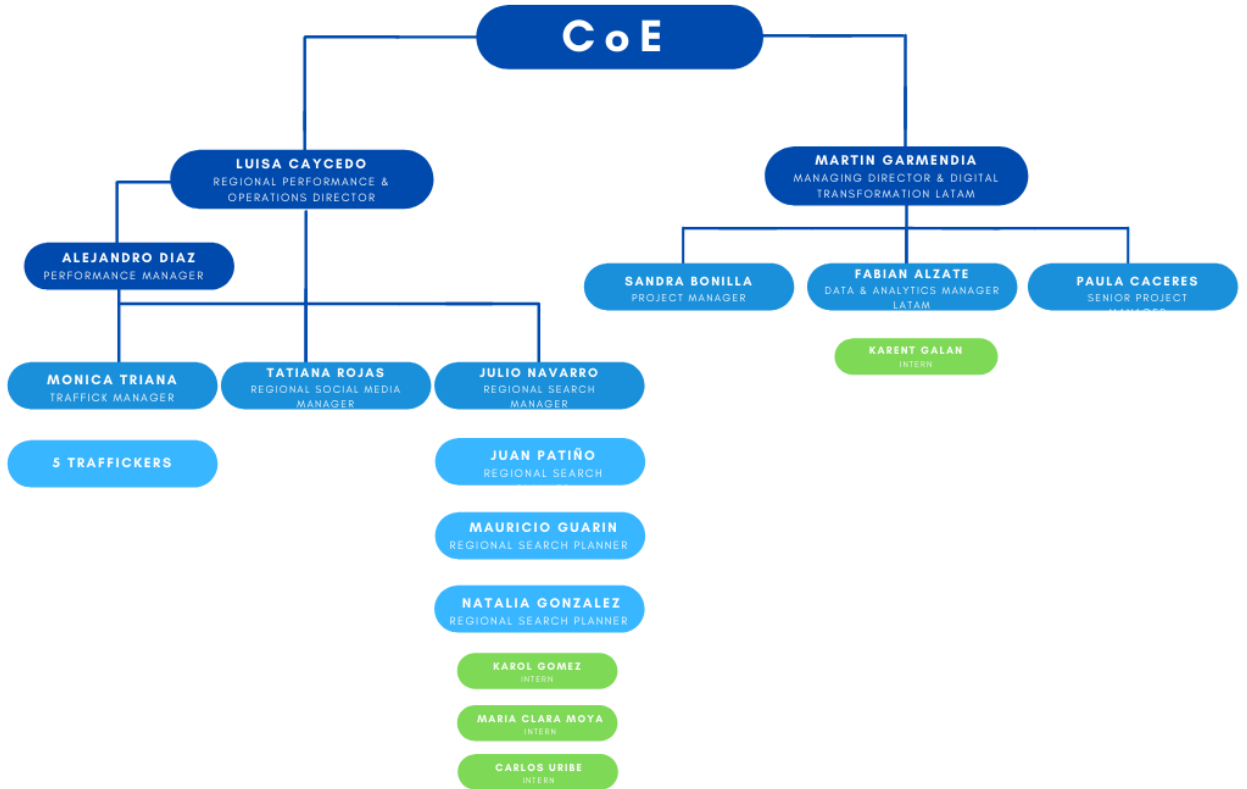 CoE
LUISA CAYCEDO
REGIONAL PERFORMANCE &
OPERATIONS DIRECTOR
MARTIN GARMENDIA
MANAGING DIRECTOR & DIGITAL
TRANSFORMATION LATAM
ALEJANDRO DIAZ
PERFORMANCE MANAGER
SANDRA BONILLA
PROJECT MANAGER
FABIAN ALZATE
DATA & ANALYTICS MANAGER
LATAM
PAULA CACERES
SENIOR PROJECT
MANAGER
KARENT GALAN
INTERN
MONICA TRIANA
TRAFFICK MANAGER
TATIANA ROJAS
REGIONAL SOCIAL MEDIA
MANAGER
JULIO NAVARRO
REGIONAL SEARCH
MANAGER
5 TRAFFICKERS
JUAN PATIÑO
REGIONAL SEARCH
MAURICIO GUARIN
REGIONAL SEARCH PLANNER
NATALIA GONZALEZ
REGIONAL SEARCH PLANNER
KAROL GOMEZ
INTERN
MARIA CLARA MOYA
INTERN
CARLOS URIBE
INTERN